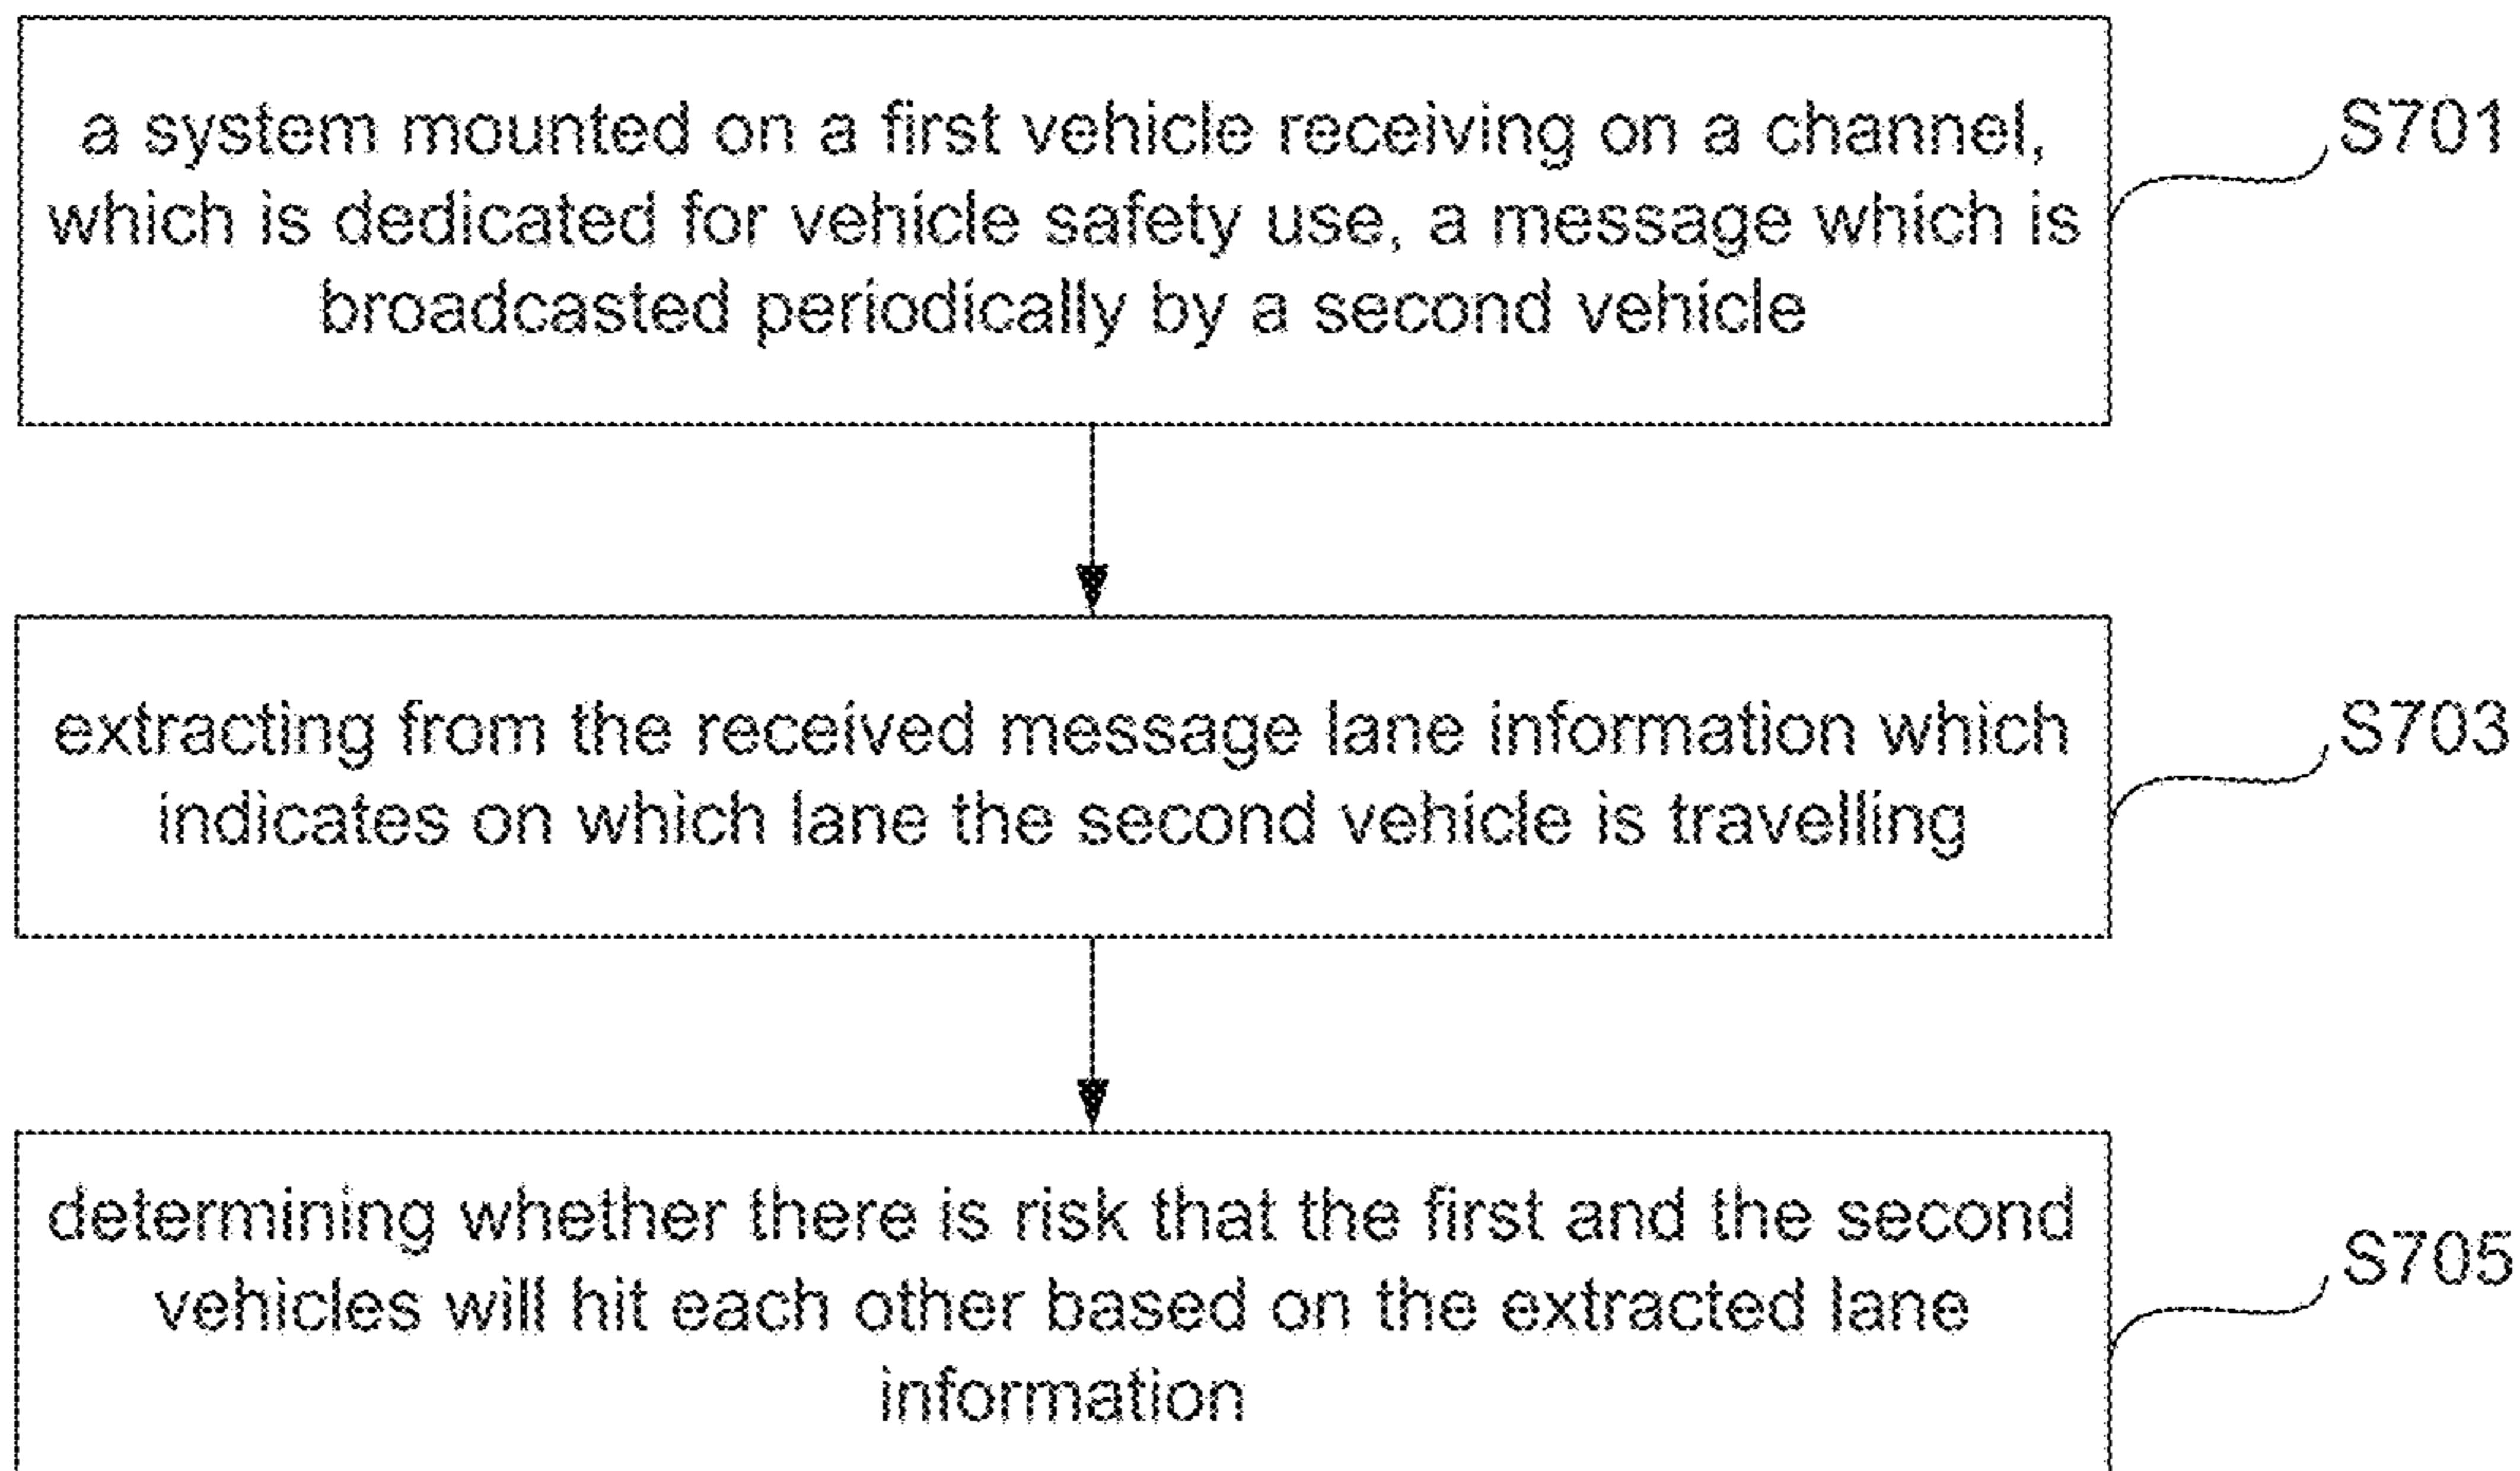 a system mounted on a first vehicle receiving on a channel,
which is dedicated for vehicle safety use, a message which is
broadcasted periodically by a second vehicle
S701
extracting from the received message lane information which
indicates on which lane the second vehicle is travelling
S703
determining whether there is risk that the first and the second
vehicles will hit each other based on the extracted lane
information
S705